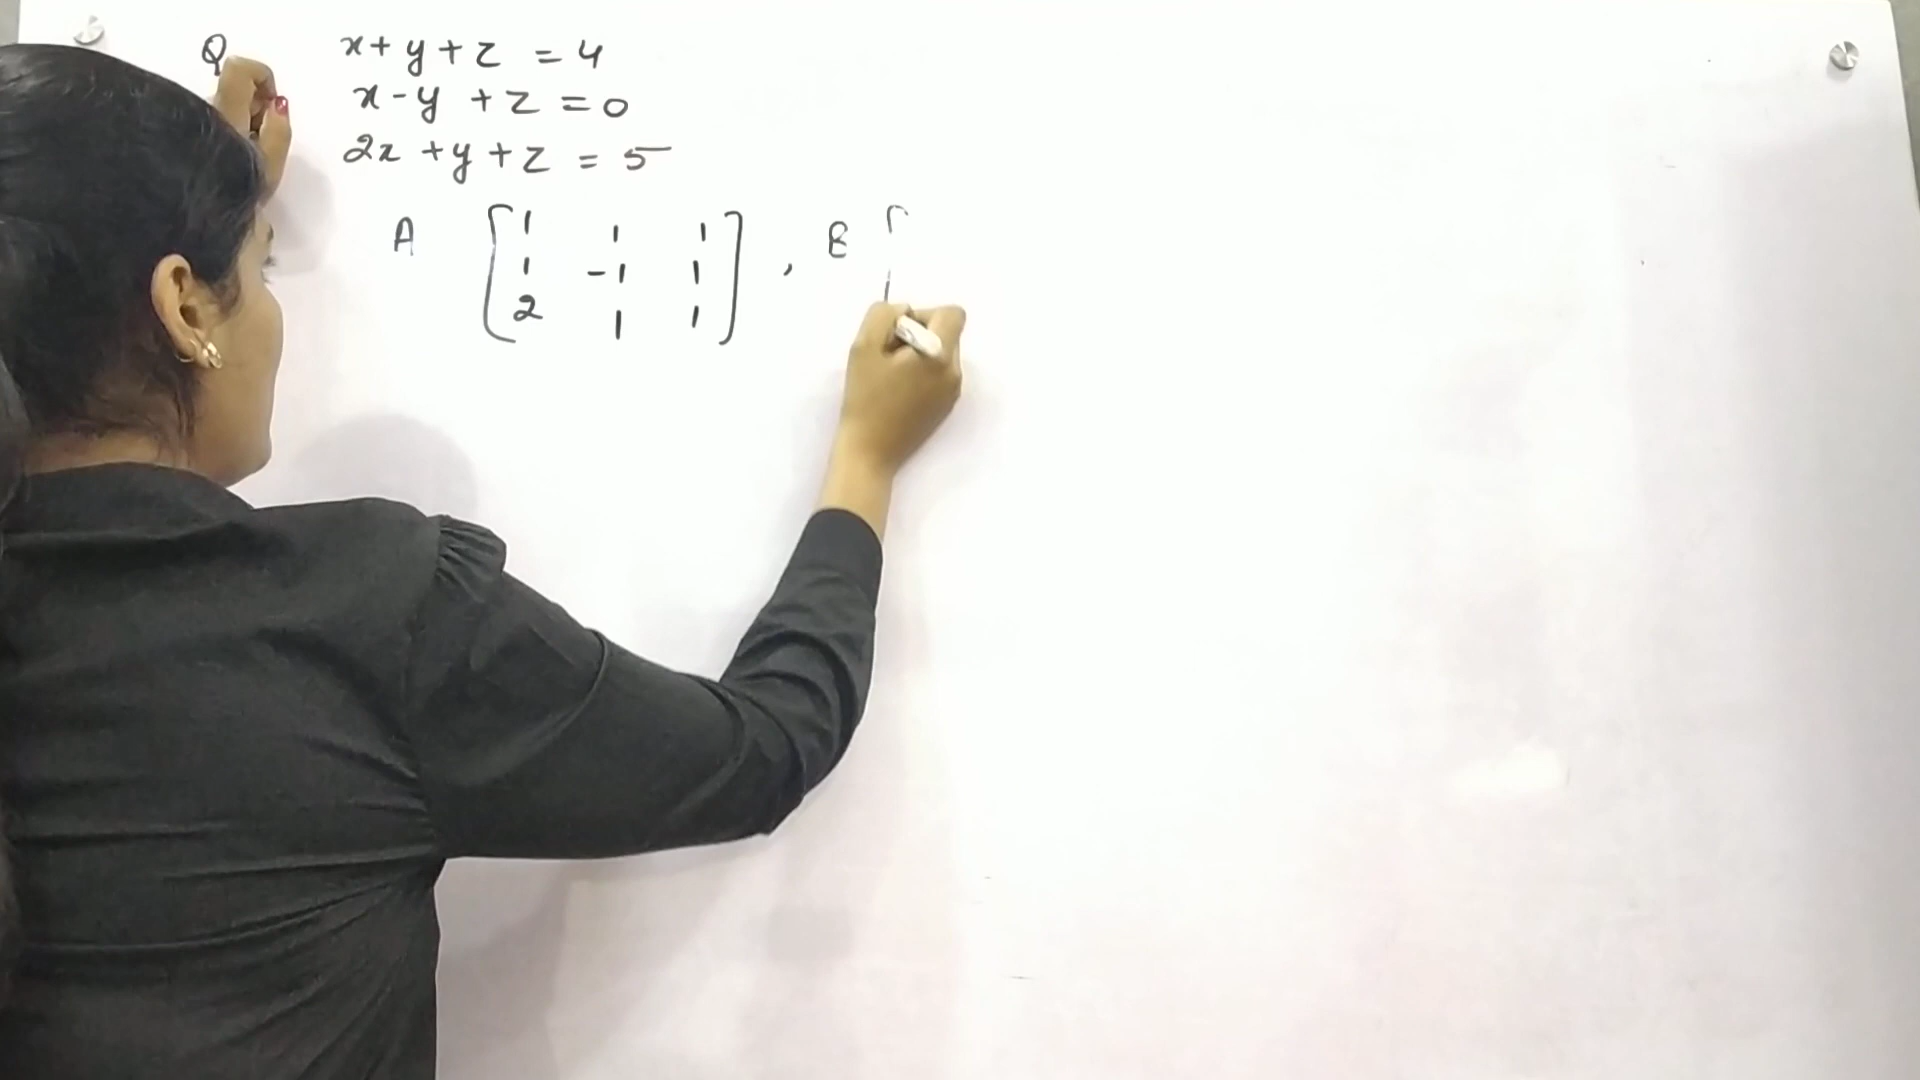 Q x + y + z = 4
x - y + z = 0
2x + y + z = 5
A [ 1 1 1 ] , B [
1 -1 1
2 1 1